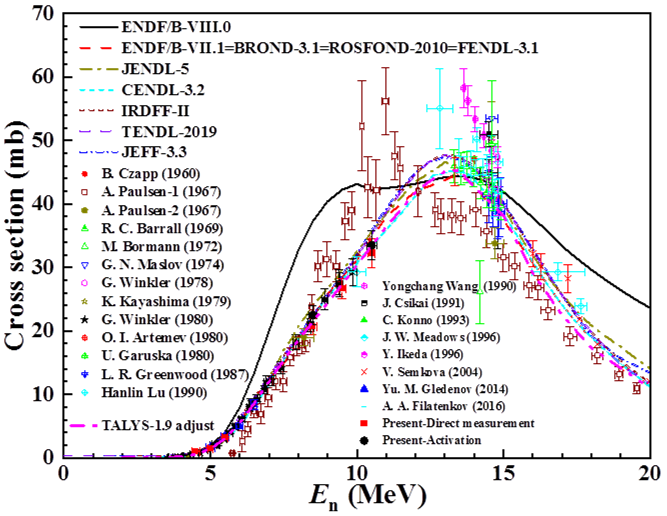 70
60
50
40
30
20
10
0
Cross section (mb)
ENDF/B-VIII.0
ENDF/B-VII.1=BROND-3.1=ROSFOND-2010=FENDL-3.1
JENDL-5
CENDL-3.2
IRDFF-II
TENDL-2019
JEFF-3.3
B. Czapp (1960)
A. Paulsen-1 (1967)
A. Paulsen-2 (1967)
R. C. Barrall (1969)
M. Bormann (1972)
G. N. Maslov (1974)
G. Winkler (1978)
K. Kayashima (1979)
G. Winkler (1980)
O. I. Artemev (1980)
U. Garuska (1980)
L. R. Greenwood (1987)
Hanlin Lu (1990)
TALYS-1.9 adjust
Yongchang Wang (1990)
J. Csikai (1991)
C. Konno (1993)
J. W. Meadows (1996)
Y. Ikeda (1996)
V. Semkova (2004)
Yu. M. Gledenov (2014)
A. A. Filatenkov (2016)
Present-Direct measurement
Present-Activation
0 5 10 15 20
En (MeV)